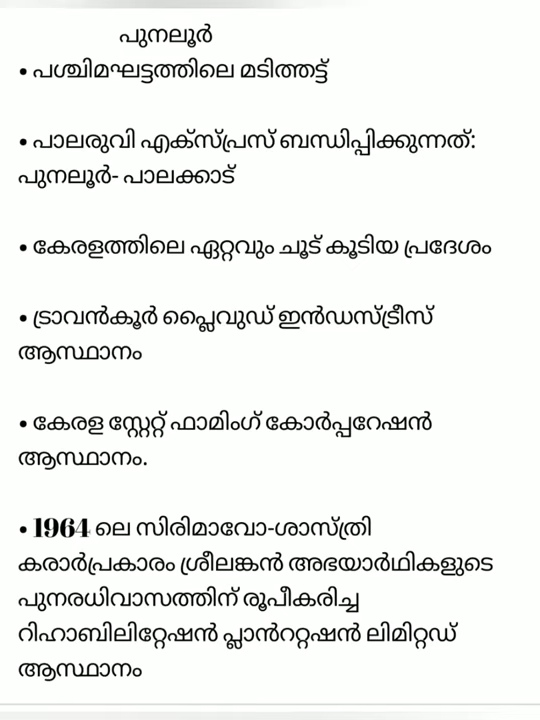 പുനലൂർ
• പശ്ചിമഘട്ടത്തിലെ മടിത്തട്ട്
• പാലരുവി എക്സ്പ്രസ് ബന്ധിപ്പിക്കുന്നത്:
പുനലൂർ- പാലക്കാട്
• കേരളത്തിലെ ഏറ്റവും ചൂട് കൂടിയ പ്രദേശം
• ട്രാവൻകൂർ പ്ലൈവുഡ് ഇൻഡസ്ട്രീസ്
ആസ്ഥാനം
• കേരള സ്റ്റേറ്റ് ഫാമിംഗ് കോർപ്പറേഷൻ
ആസ്ഥാനം.
• 1964 ലെ സിരിമാവോ-ശാസ്ത്രി
കരാർപ്രകാരം ശ്രീലങ്കൻ അഭയാർഥികളുടെ
പുനരധിവാസത്തിന് രൂപീകരിച്ച
റിഹാബിലിറ്റേഷൻ പ്ലാൻററ്റഷൻ ലിമിറ്റഡ്
ആസ്ഥാനം